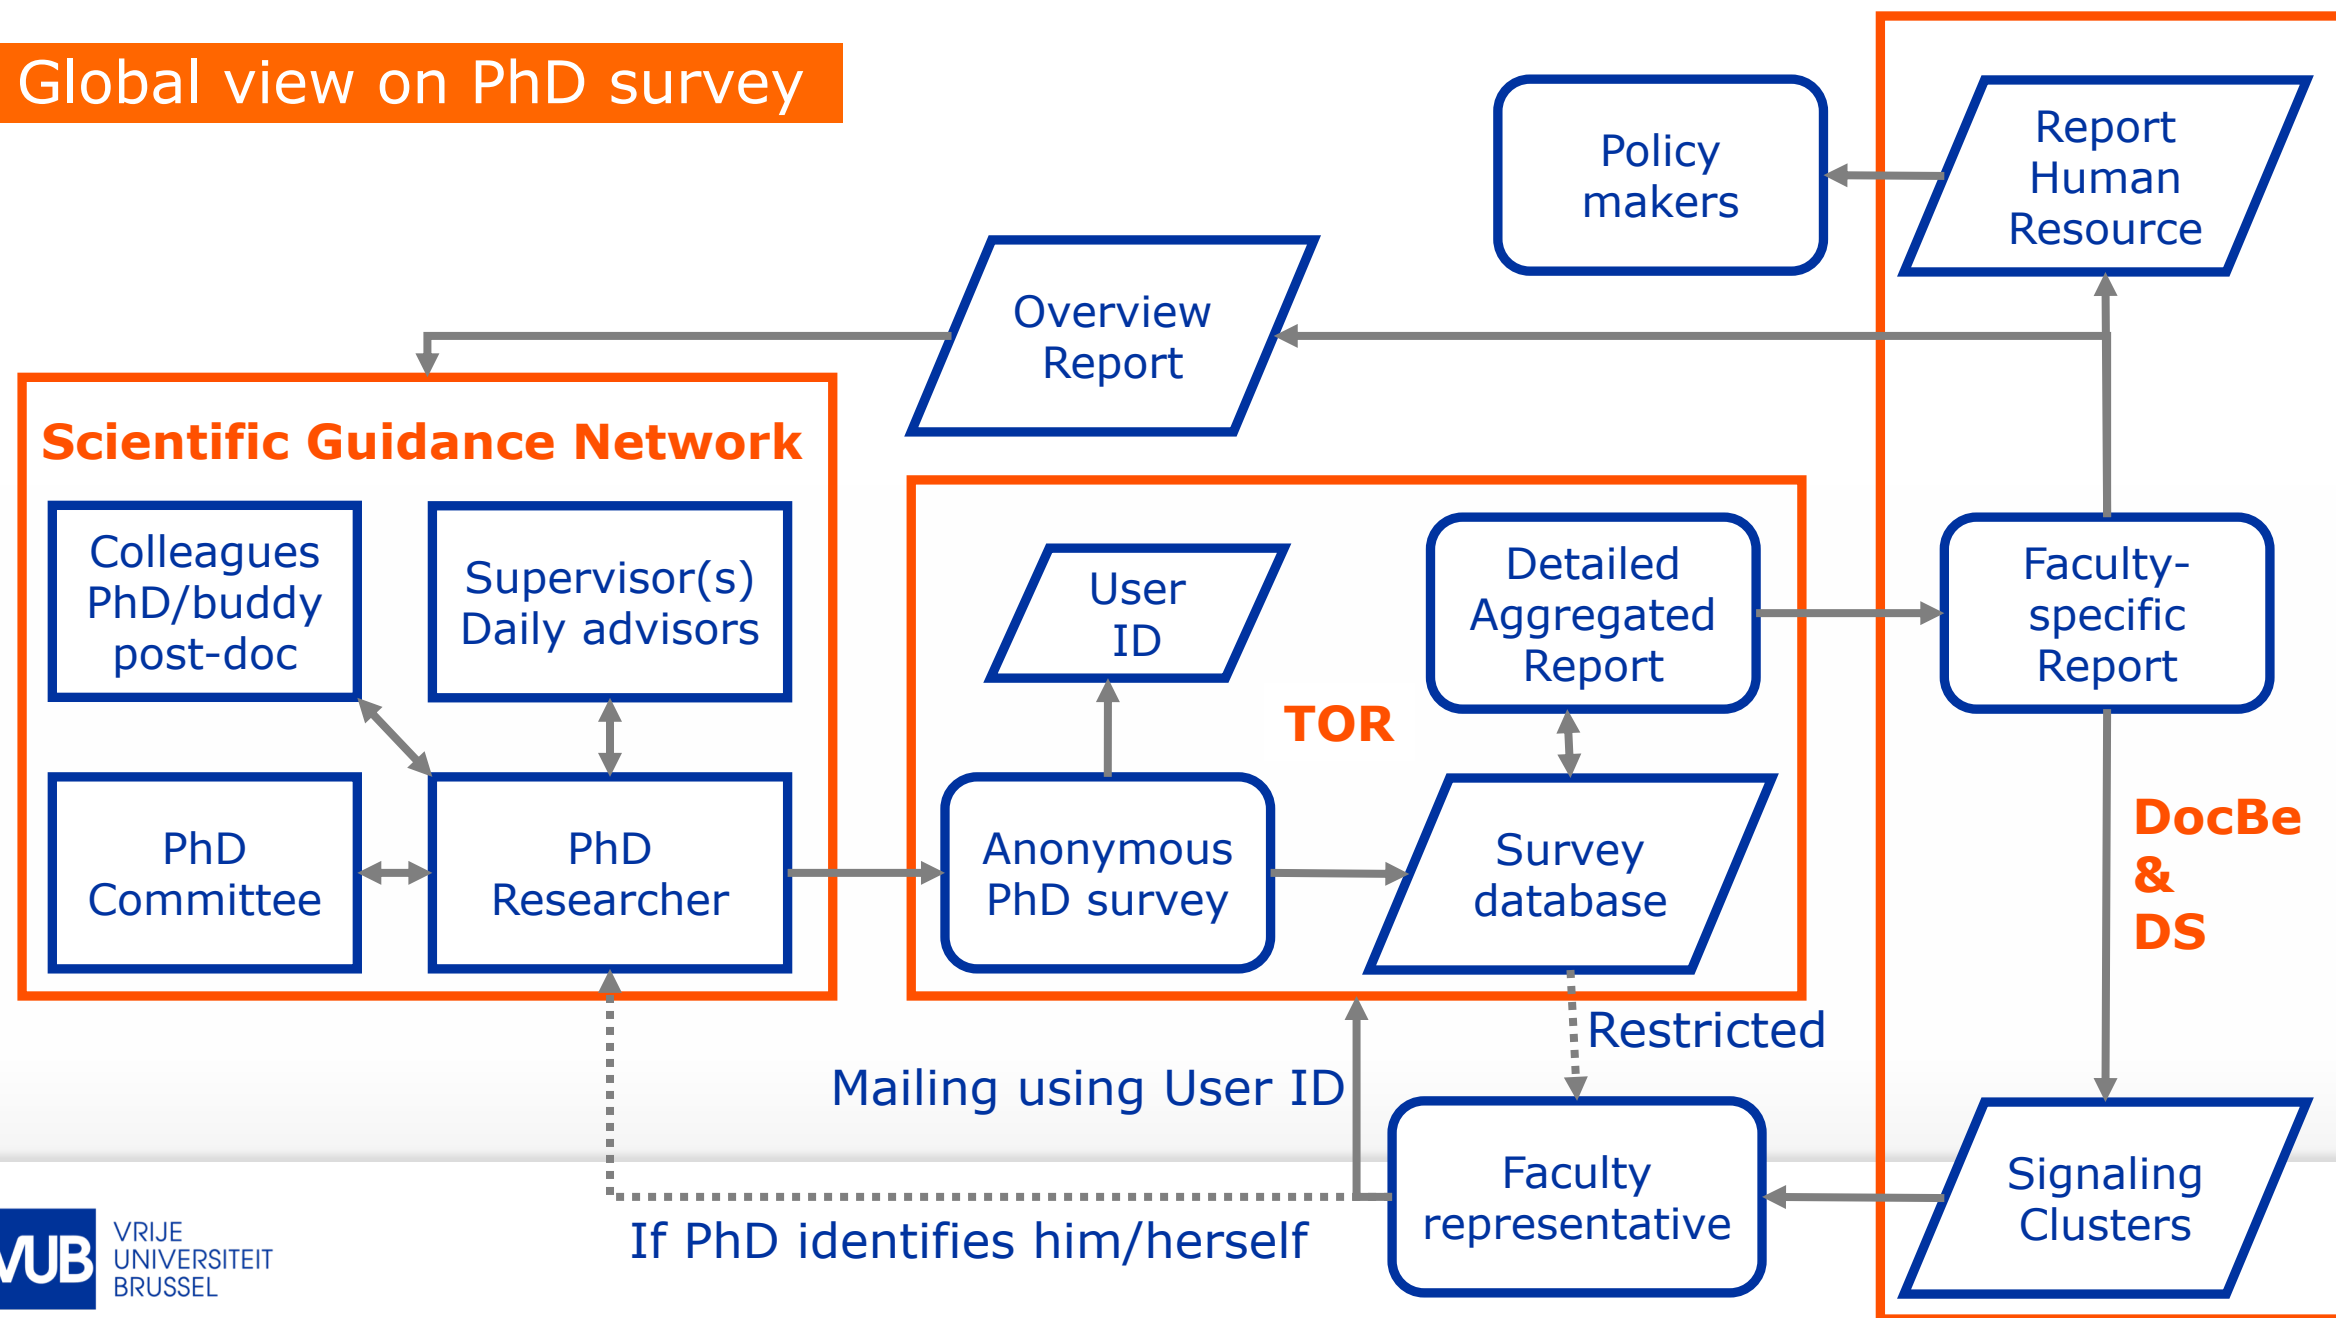 Global view on PhD survey
Policy
makers
Report
Human
Resource
Overview
Report
Scientific Guidance Network
Colleagues
PhD/buddy
post-doc
Supervisor(s)
Daily advisors
PhD
Committee
PhD
Researcher
User
ID
TOR
Detailed
Aggregated
Report
Anonymous
PhD survey
Survey
database
Faculty-
specific
Report
DocBe
&
DS
Restricted
Mailing using User ID
If PhD identifies him/herself
Faculty
representative
Signaling
Clusters
VUB
VRIJE
UNIVERSITEIT
BRUSSEL